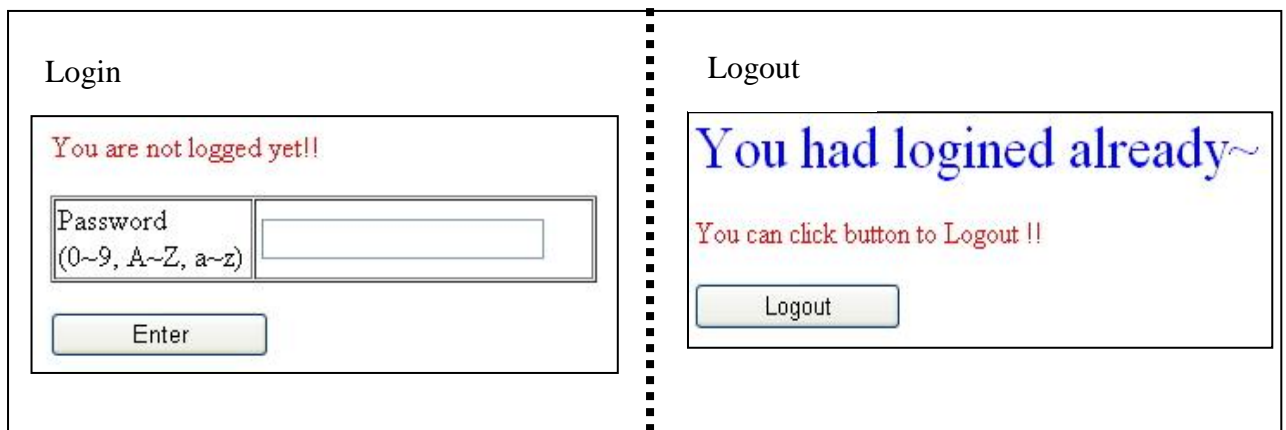 Login
You are not logged yet!!
Password
(0~9, A~Z, a~z)
Enter
Logout
You had logined already~
You can click button to Logout !!
Logout